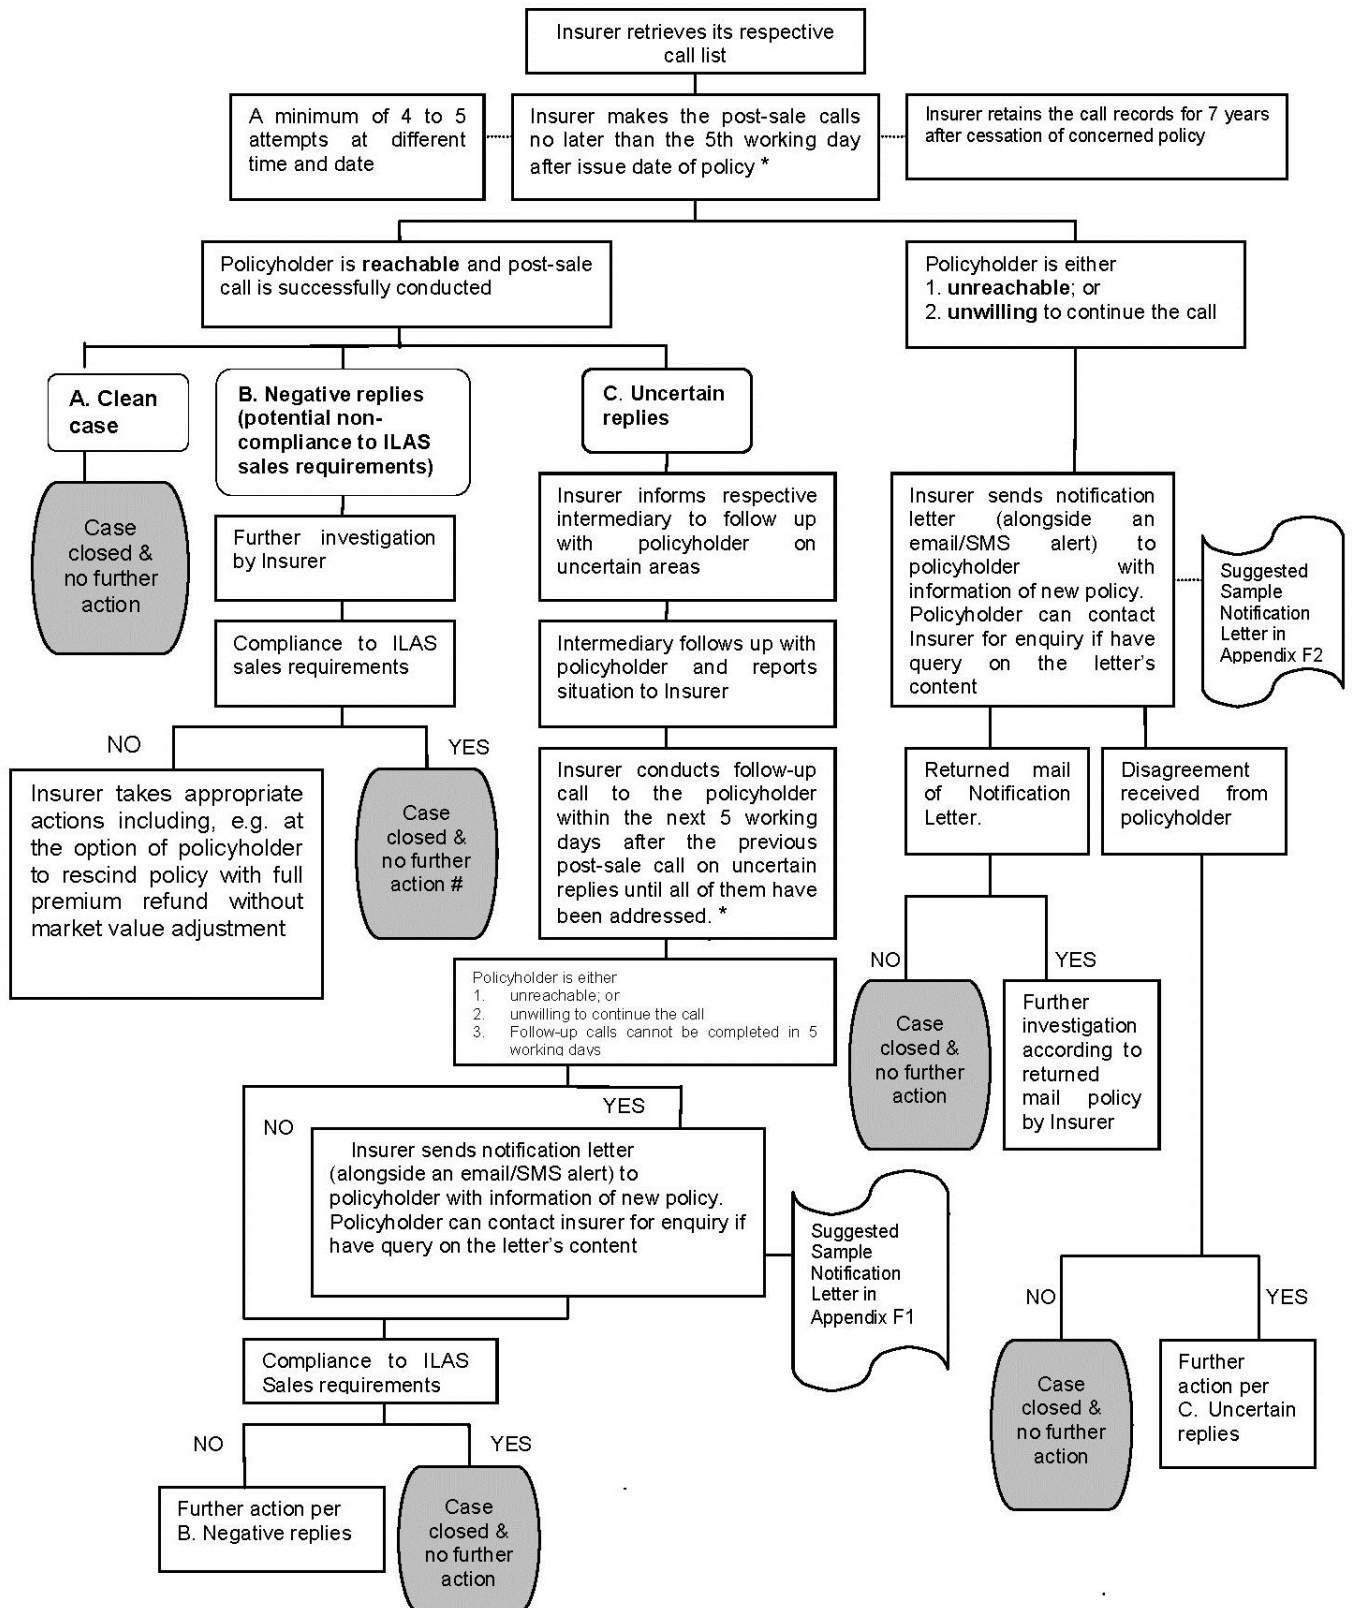 Insurer retrieves its respective
call list
A minimum of 4 to 5
attempts at different
time and date
Insurer makes the post-sale calls
no later than the 5th working day
after issue date of policy *
Insurer retains the call records for 7 years
after cessation of concerned policy
Policyholder is reachable and post-sale
call is successfully conducted
Policyholder is either
1. unreachable; or
2. unwilling to continue the call
A. Clean
case
B. Negative replies
(potential non-
compliance to ILAS
sales requirements)
C. Uncertain
replies
Case
closed &
no further
action
Further investigation
by Insurer
Compliance to ILAS
sales requirements
NO
YES
Insurer takes appropriate
actions including, e.g. at
the option of policyholder
to rescind policy with full
premium refund without
market value adjustment
Case
closed &
no further
action #
Insurer informs respective
intermediary to follow up
with policyholder on
uncertain areas
Intermediary follows up with
policyholder and reports
situation to Insurer
Insurer conducts follow-up
call to the policyholder
within the next 5 working
days after the previous
post-sale call on uncertain
replies until all of them have
been addressed. *
Policyholder is either
1. unreachable; or
2. unwilling to continue the call
3. Follow-up calls cannot be completed in 5
working days
NO
YES
Insurer sends notification letter
(alongside an email/SMS alert) to
policyholder with information of new policy.
Policyholder can contact insurer for enquiry if
have query on the letter's content
Suggested
Sample
Notification
Letter in
Appendix F1
Compliance to ILAS
Sales requirements
NO
YES
Further action per
B. Negative replies
Case
closed &
no further
action
Insurer sends notification
letter (alongside an
email/SMS alert) to
policyholder with
information of new policy.
Policyholder can contact
Insurer for enquiry if have
query on the letter's
content
Suggested
Sample
Notification
Letter in
Appendix F2
Returned mail
of Notification
Letter.
Disagreement
received from
policyholder
NO
YES
Case
closed &
no further
action
Further
investigation
according to
returned
mail policy
by Insurer
NO
YES
Case
closed &
no further
action
Further
action per
C. Uncertain
replies